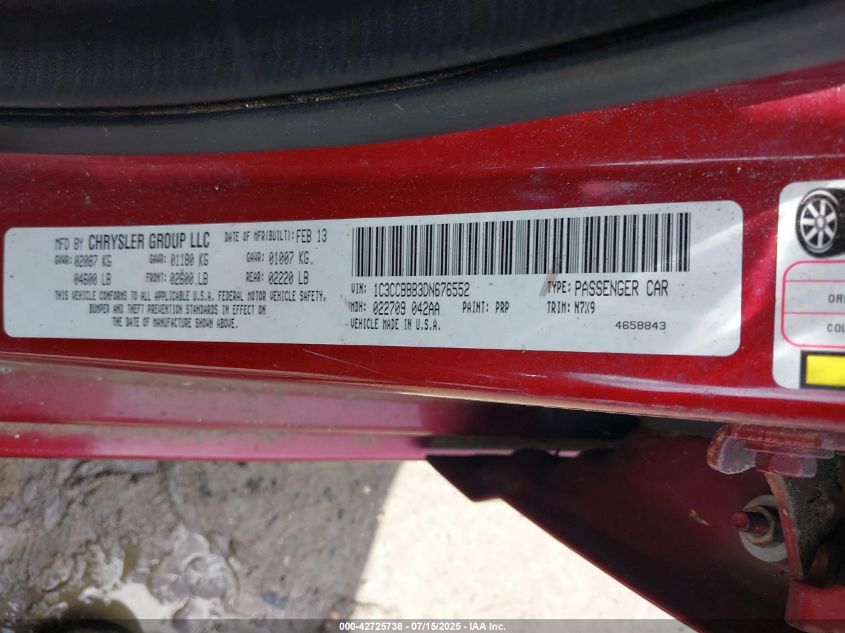 MFD BY CHRYSLER GROUP LLC DATE OF MFR(BUILT): FEB 13
GVWR: 02087 KG GAWR: 01180 KG GAWR: 01007 KG.
04600 LB FRONT: 02600 LB REAR: 02220 LB
THIS VEHICLE CONFORMS TO ALL APPLICABLE U.S.A. FEDERAL MOTOR VEHICLE SAFETY,
BUMPER AND THEFT PREVENTION STANDARDS IN EFFECT ON
THE DATE OF MANUFACTURE SHOWN ABOVE.
VIN: 1C3CCBBB3DN676552 TYPE: PASSENGER CAR
MDH: 022709 042AA PAINT: PRP TRIM: N7X9
VEHICLE MADE IN U.S.A. 4658843
000-42725738 - 07/15/2025 - IAA Inc.